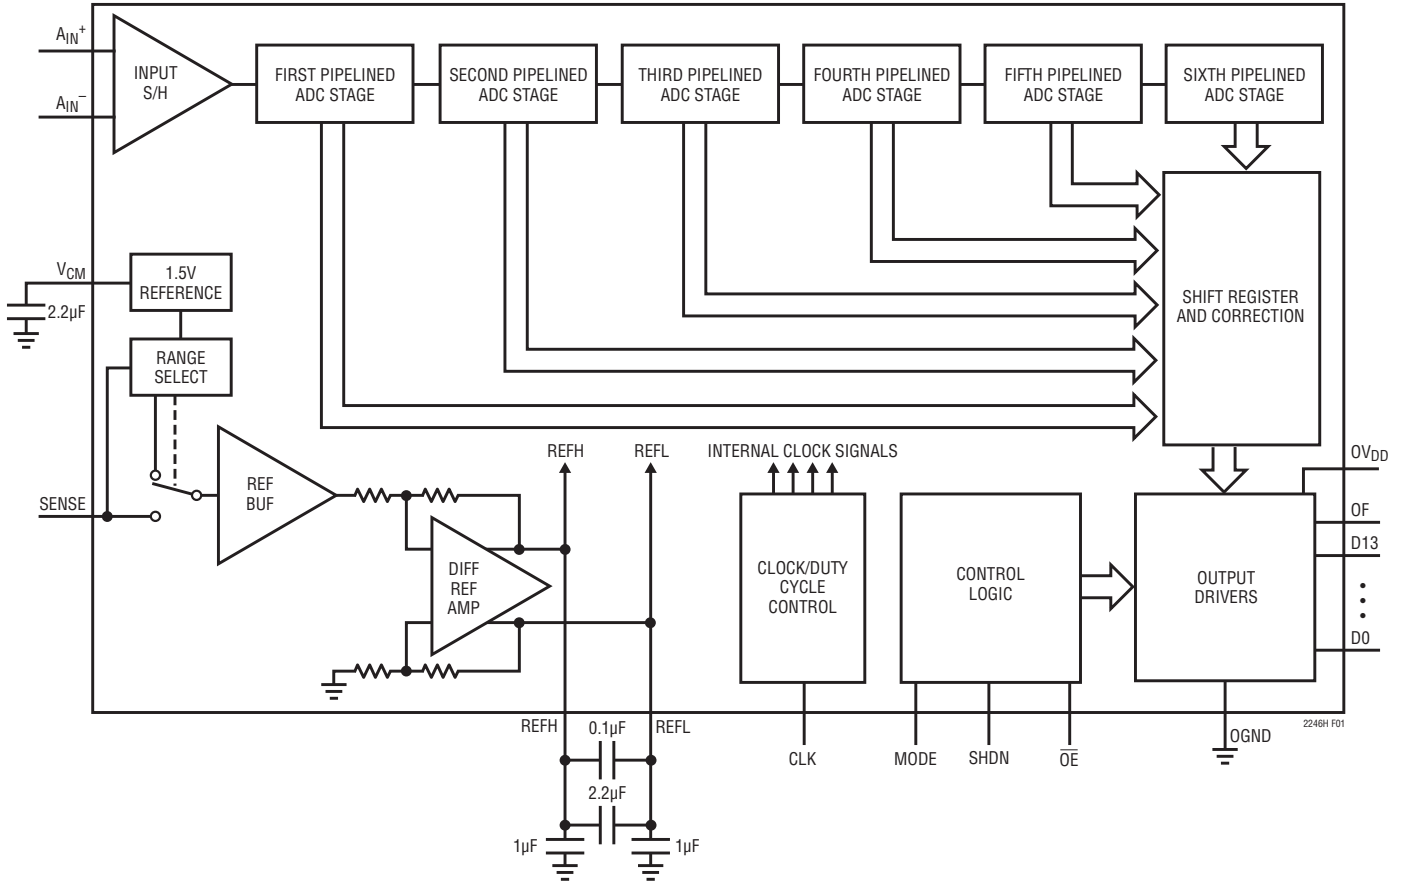 AIN+
AIN–
INPUT
S/H
FIRST PIPELINED
ADC STAGE
SECOND PIPELINED
ADC STAGE
THIRD PIPELINED
ADC STAGE
FOURTH PIPELINED
ADC STAGE
FIFTH PIPELINED
ADC STAGE
SIXTH PIPELINED
ADC STAGE
VCM
2.2µF
1.5V
REFERENCE
RANGE
SELECT
SHIFT REGISTER
AND CORRECTION
SENSE
REF
BUF
DIFF
REF
AMP
REFH
REFL
INTERNAL CLOCK SIGNALS
CLOCK/DUTY
CYCLE
CONTROL
CONTROL
LOGIC
OUTPUT
DRIVERS
OVDD
OF
D13
D0
2246H F01
REFH
0.1µF
REFL
2.2µF
1µF
1µF
CLK
MODE
SHDN
O̅E̅
OGND